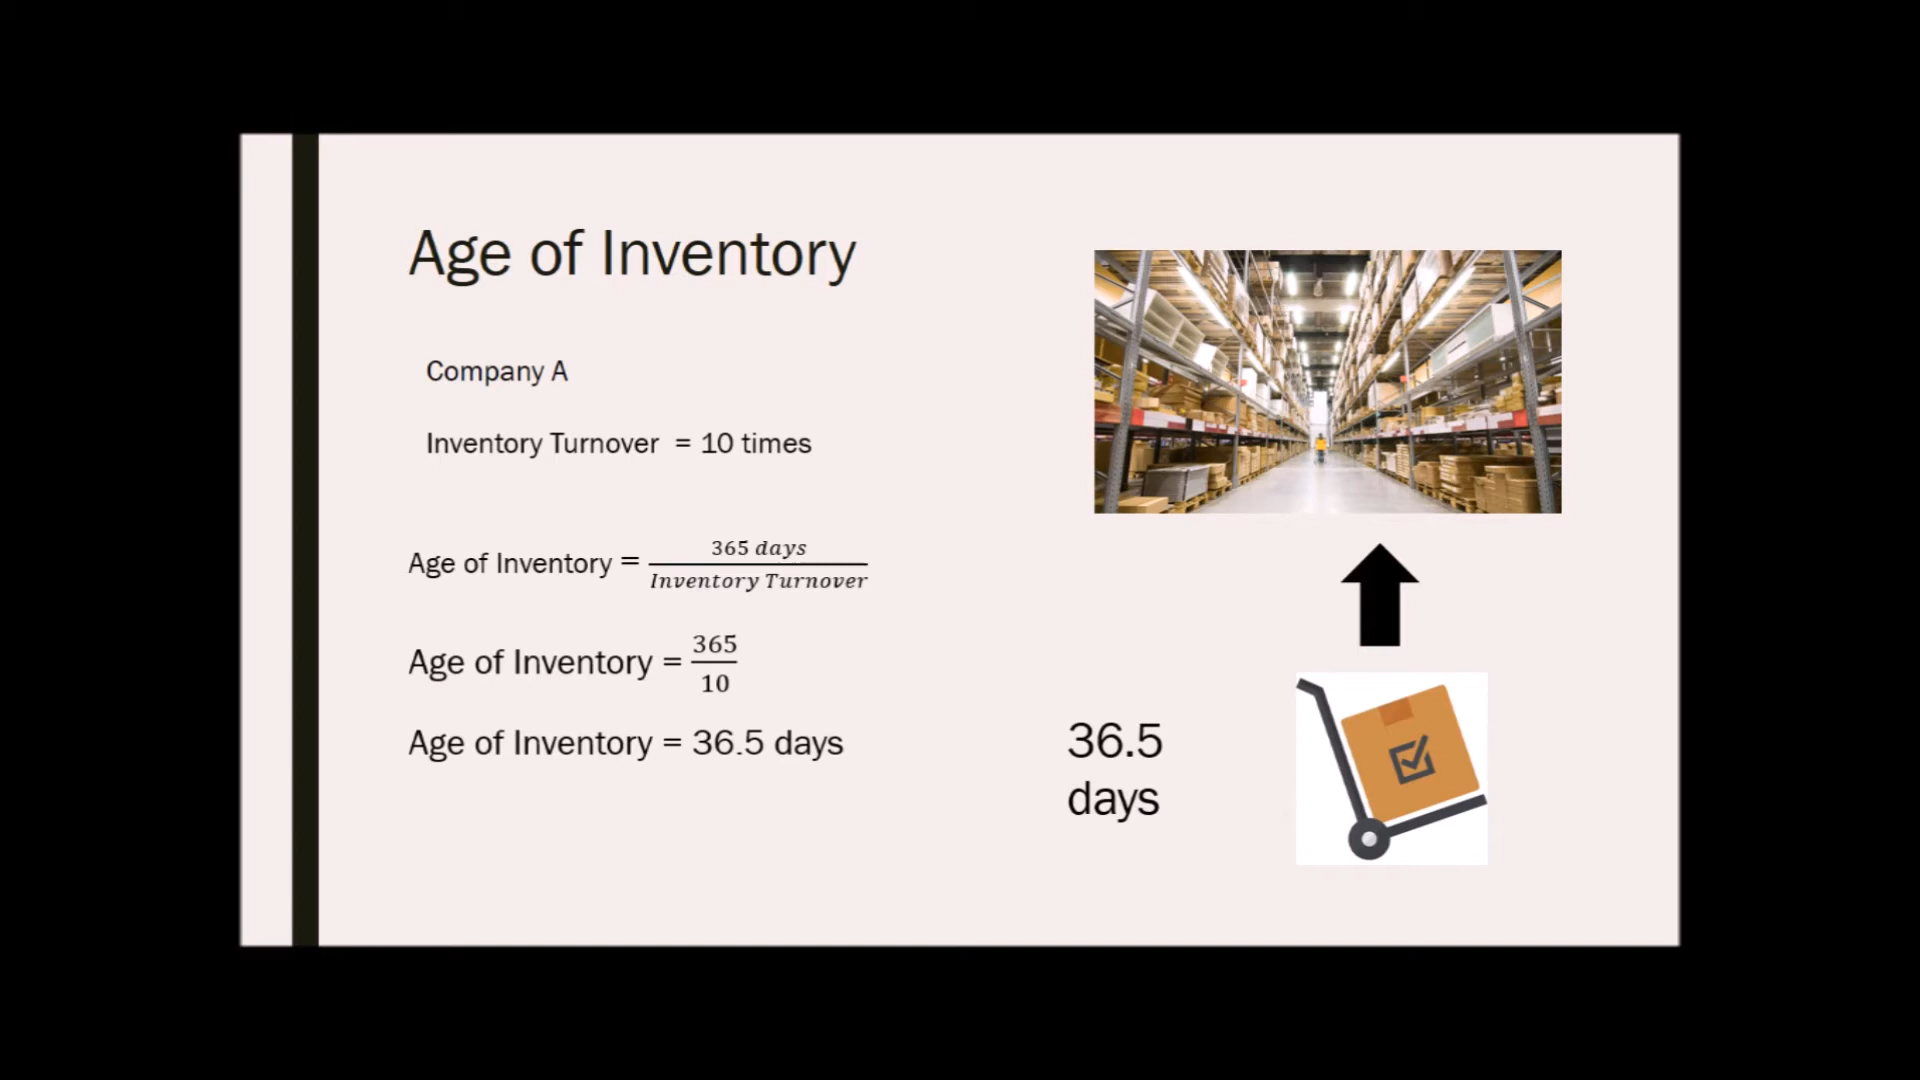 Age of Inventory
Company A
Inventory Turnover = 10 times
Age of Inventory = 365 days / Inventory Turnover
Age of Inventory = 365 / 10
Age of Inventory = 36.5 days
36.5
days